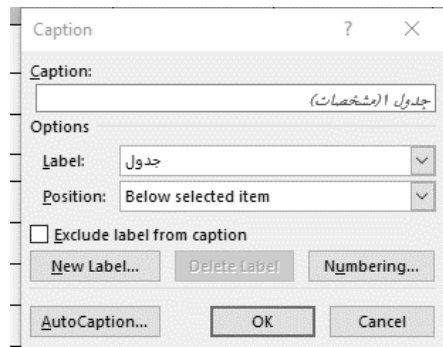 Caption
?
Caption:
جدول ۱(مشخصات)
Options
Label: جدول
Position: Below selected item
Exclude label from caption
New Label... Delete Label Numbering...
AutoCaption... OK Cancel